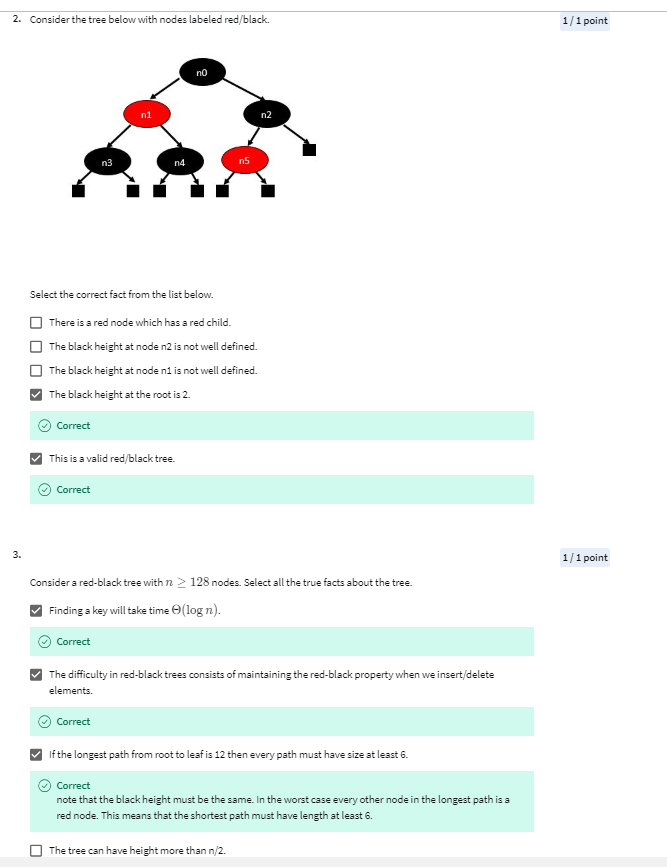 2. Consider the tree below with nodes labeled red/black.
1 / 1 point
n0
n1
n2
n3
n4
n5
Select the correct fact from the list below.
There is a red node which has a red child.
The black height at node n2 is not well defined.
The black height at node n1 is not well defined.
The black height at the root is 2.
Correct
This is a valid red/black tree.
Correct
3.
1 / 1 point
Consider a red-black tree with n ≥ 128 nodes. Select all the true facts about the tree.
Finding a key will take time Θ(log n).
Correct
The difficulty in red-black trees consists of maintaining the red-black property when we insert/delete
elements.
Correct
If the longest path from root to leaf is 12 then every path must have size at least 6.
Correct
note that the black height must be the same. In the worst case every other node in the longest path is a
red node. This means that the shortest path must have length at least 6.
The tree can have height more than n/2.